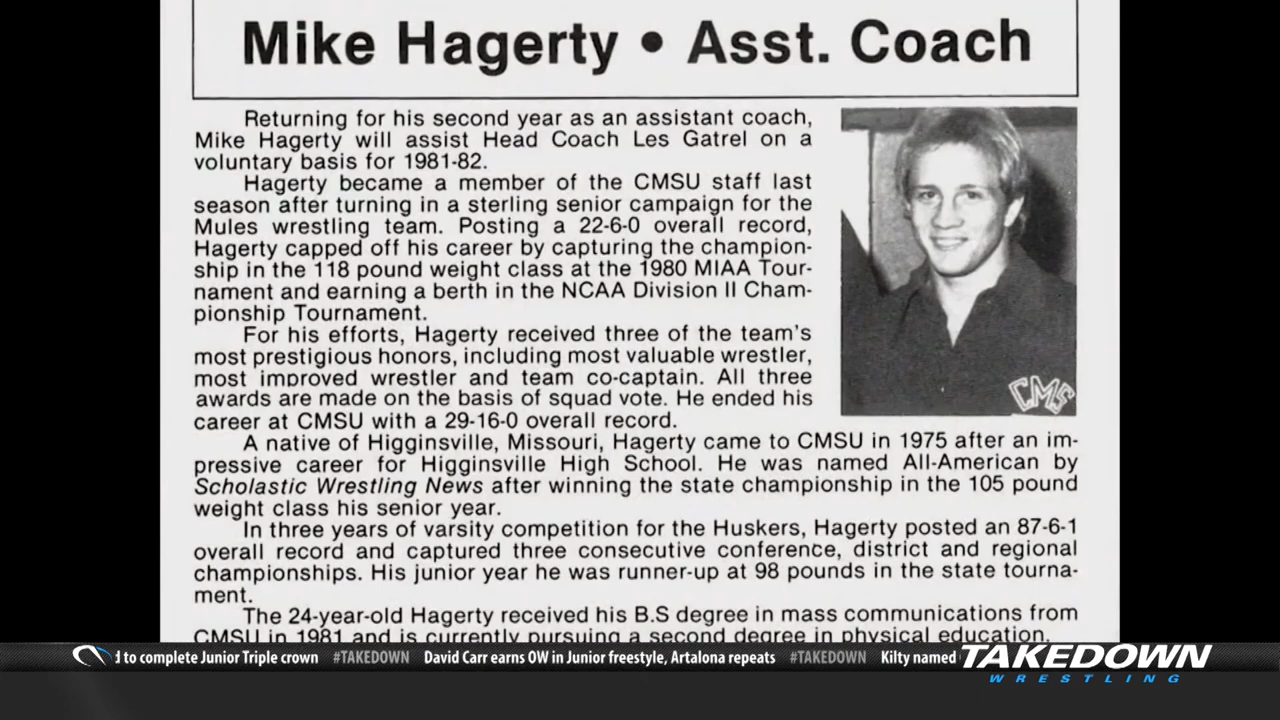 Mike Hagerty • Asst. Coach
Returning for his second year as an assistant coach,
Mike Hagerty will assist Head Coach Les Gatrel on a
voluntary basis for 1981-82.
Hagerty became a member of the CMSU staff last
season after turning in a sterling senior campaign for the
Mules wrestling team. Posting a 22-6-0 overall record,
Hagerty capped off his career by capturing the champion-
ship in the 118 pound weight class at the 1980 MIAA Tour-
nament and earning a berth in the NCAA Division II Cham-
pionship Tournament.
For his efforts, Hagerty received three of the team's
most prestigious honors, including most valuable wrestler,
most improved wrestler and team co-captain. All three
awards are made on the basis of squad vote. He ended his
career at CMSU with a 29-16-0 overall record.
A native of Higginsville, Missouri, Hagerty came to CMSU in 1975 after an im-
pressive career for Higginsville High School. He was named All-American by
Scholastic Wrestling News after winning the state championship in the 105 pound
weight class his senior year.
In three years of varsity competition for the Huskers, Hagerty posted an 87-6-1
overall record and captured three consecutive conference, district and regional
championships. His junior year he was runner-up at 98 pounds in the state tourna-
ment.
The 24-year-old Hagerty received his B.S degree in mass communications from
CMSU in 1981 and is currently pursuing a second degree in physical education.
CMS
to complete Junior Triple crown #TAKEDOWN David Carr earns OW in Junior freestyle, Artalona repeats #TAKEDOWN Kilty named
TAKEDOWN
WRESTLING